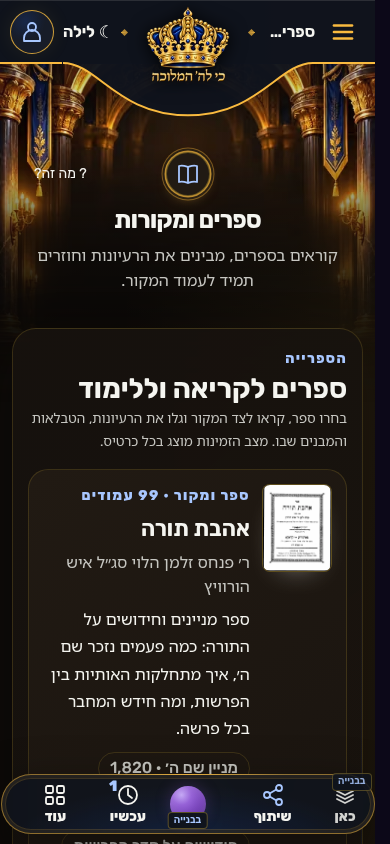 ספרי...
☾ לילה
כי לה' המלוכה
? מה זה?
ספרים ומקורות
קוראים בספרים, מבינים את הרעיונות וחוזרים
תמיד לעמוד המקור.
הספרייה
ספרים לקריאה וללימוד
בחרו ספר, קראו לצד המקור וגלו את הרעיונות, הטבלאות
והמבנים שבו. מצב הזמינות מוצג בכל כרטיס.
אהבת תורה
ספר ומקור • 99 עמודים
אהבת תורה
ר׳ פנחס זלמן הלוי סג״ל איש
הורוויץ
ספר מניינים וחידושים על
התורה: כמה פעמים נזכר שם
ה׳, איך מתחלקות האותיות בין
הפרשות, ומה חידש המחבר
בכל פרשה.
מניין שם ה׳ • 1,820
בבנייה
כאן
שיתוף
בבנייה
1
עכשיו
עוד